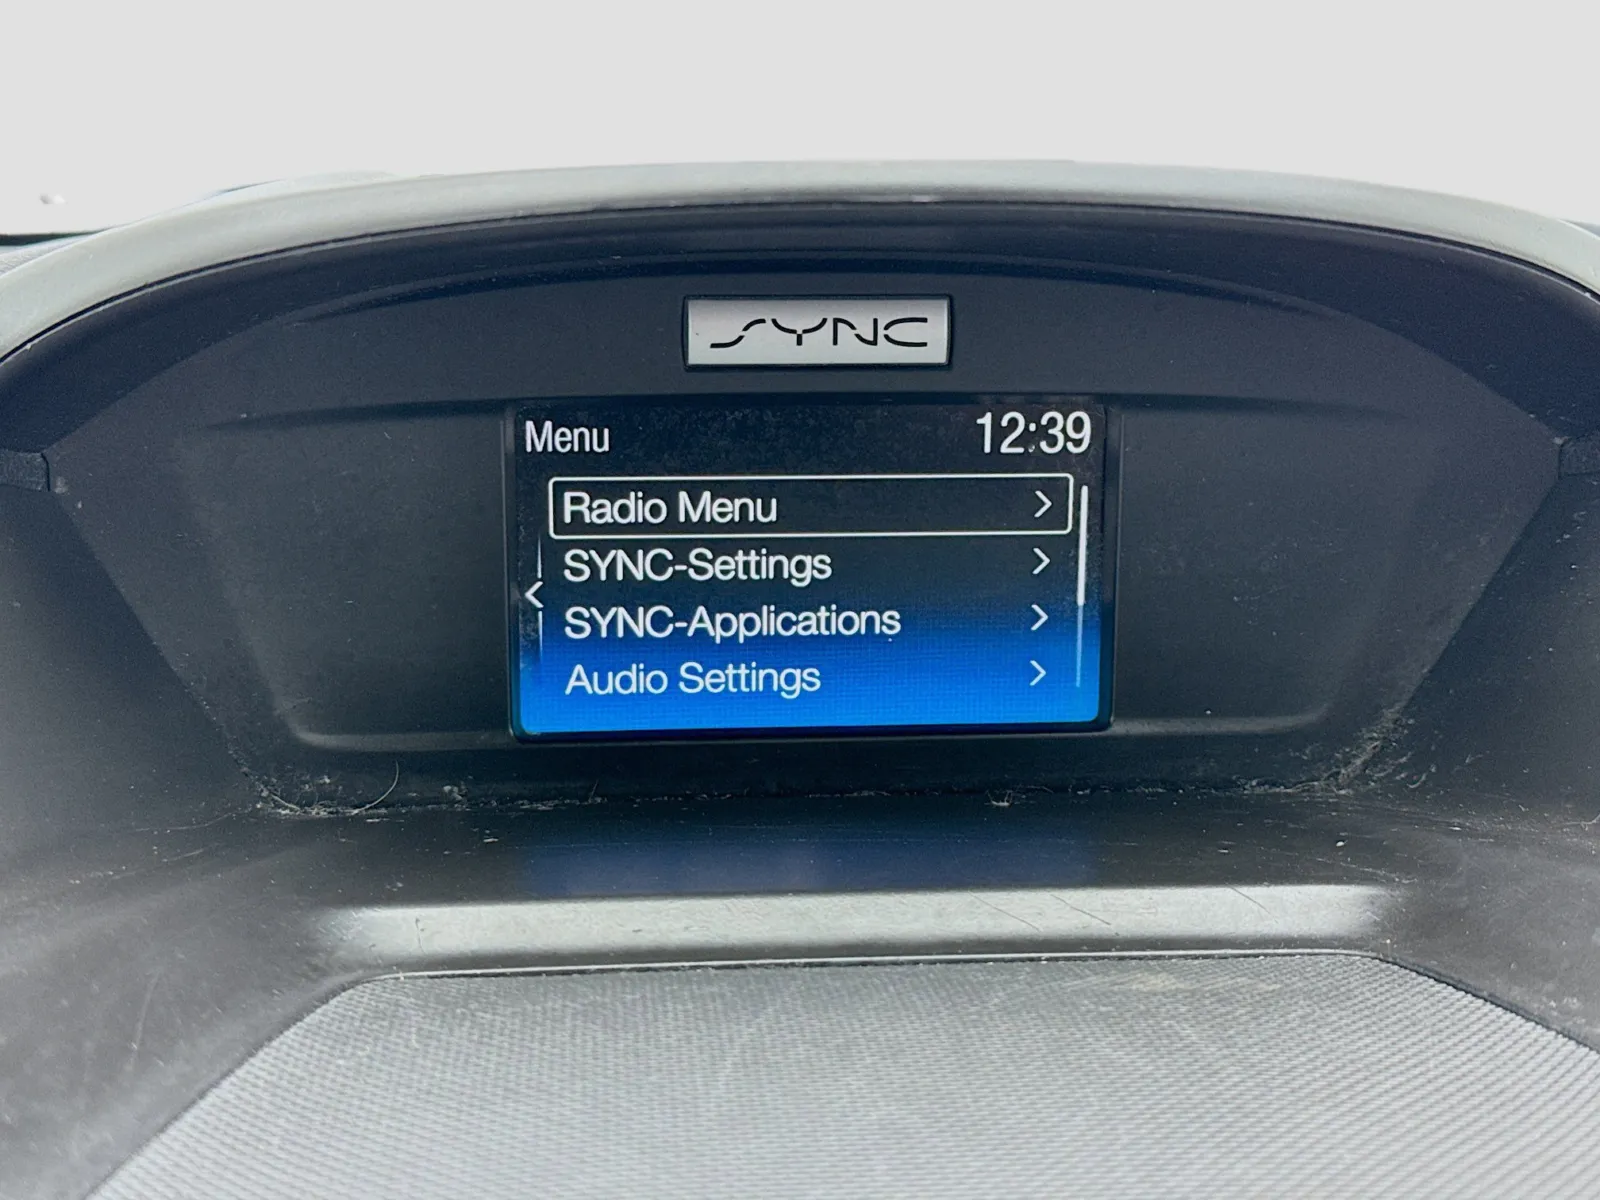 SYNC
Menu 12:39
Radio Menu
SYNC-Settings
SYNC-Applications
Audio Settings